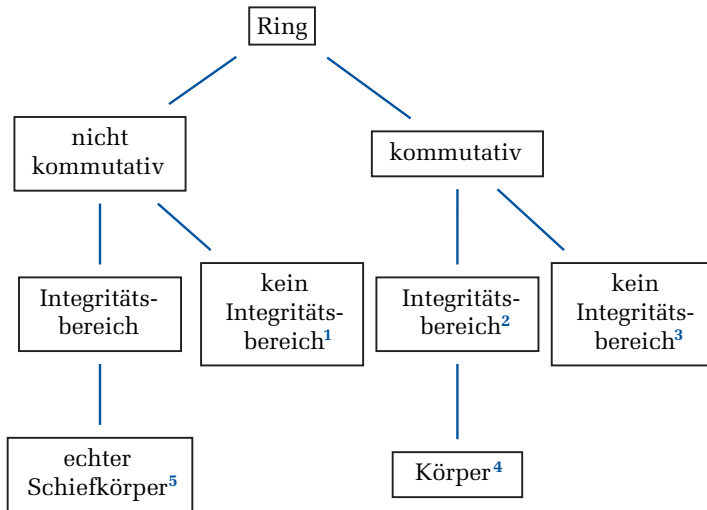 Ring
nicht
kommutativ
kommutativ
Integritäts-
bereich
kein
Integritäts-
bereich1
Integritäts-
bereich2
kein
Integritäts-
bereich3
echter
Schiefkörper5
Körper4